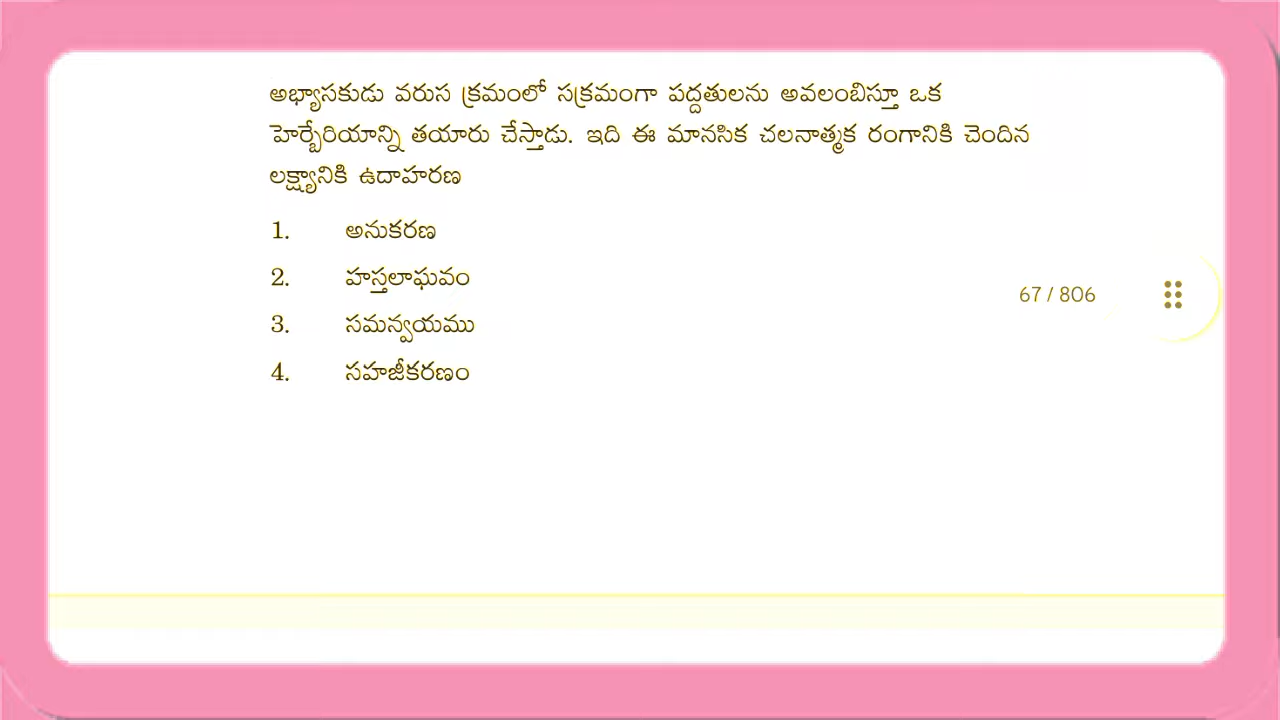 అభ్యాసకుడు వరుస క్రమంలో సక్రమంగా పద్దతులను అవలంబిస్తూ ఒక
హెర్బేరియాన్ని తయారు చేస్తాడు. ఇది ఈ మానసిక చలనాత్మక రంగానికి చెందిన
లక్ష్యానికి ఉదాహరణ
1. అనుకరణ
2. హస్తలాఘవం
3. సమన్వయము
4. సహజీకరణం
67 / 806